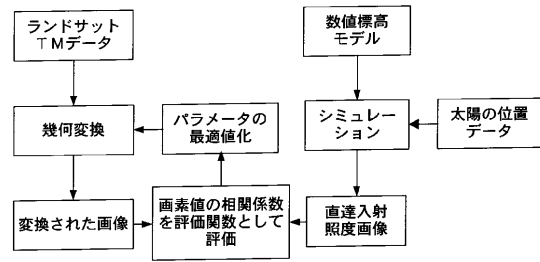 ランドサット
TMデータ
数値標高
モデル
幾何変換
パラメータの
最適値化
シミュレー
ション
太陽の位置
データ
変換された画像
画素値の相関係数
を評価関数として
評価
直達入射
照度画像